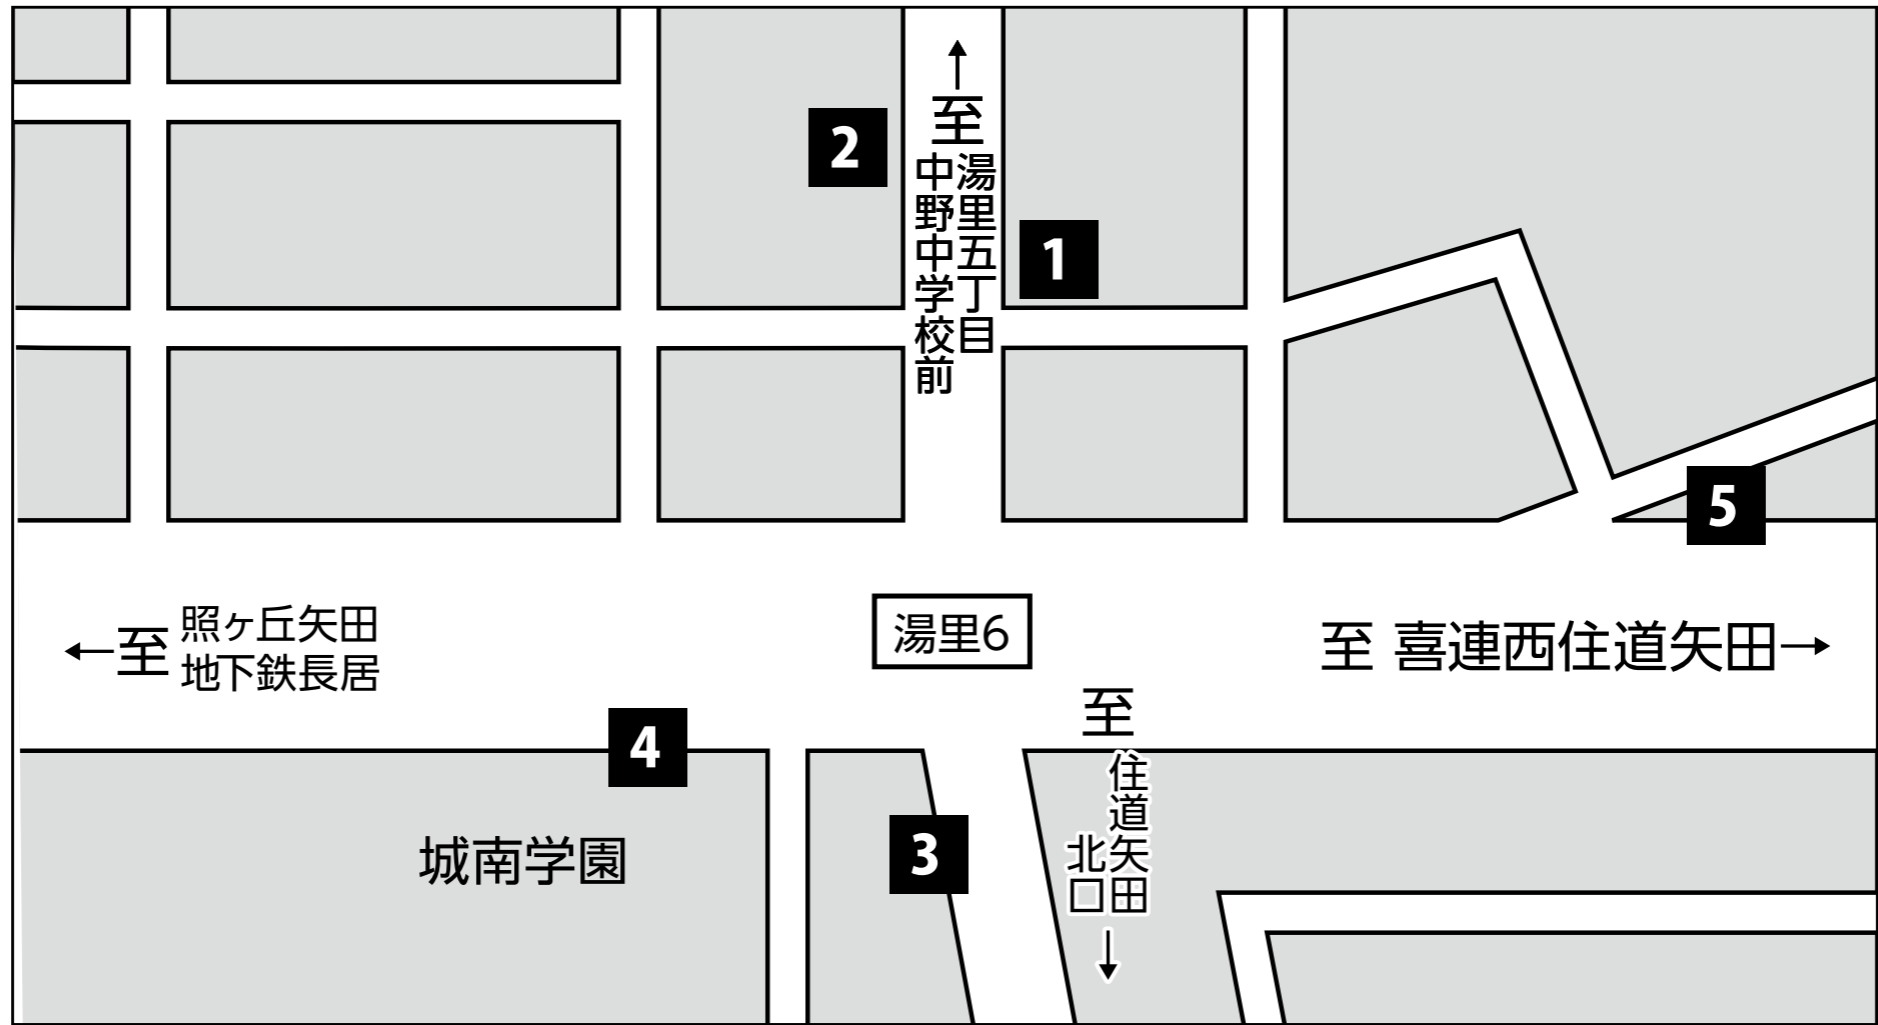 2
至
湯里五丁目
中野中学校前
1
5
←至 照ヶ丘矢田
地下鉄長居
湯里6
至 喜連西住道矢田→
至
住道矢田
北口
4
3
城南学園